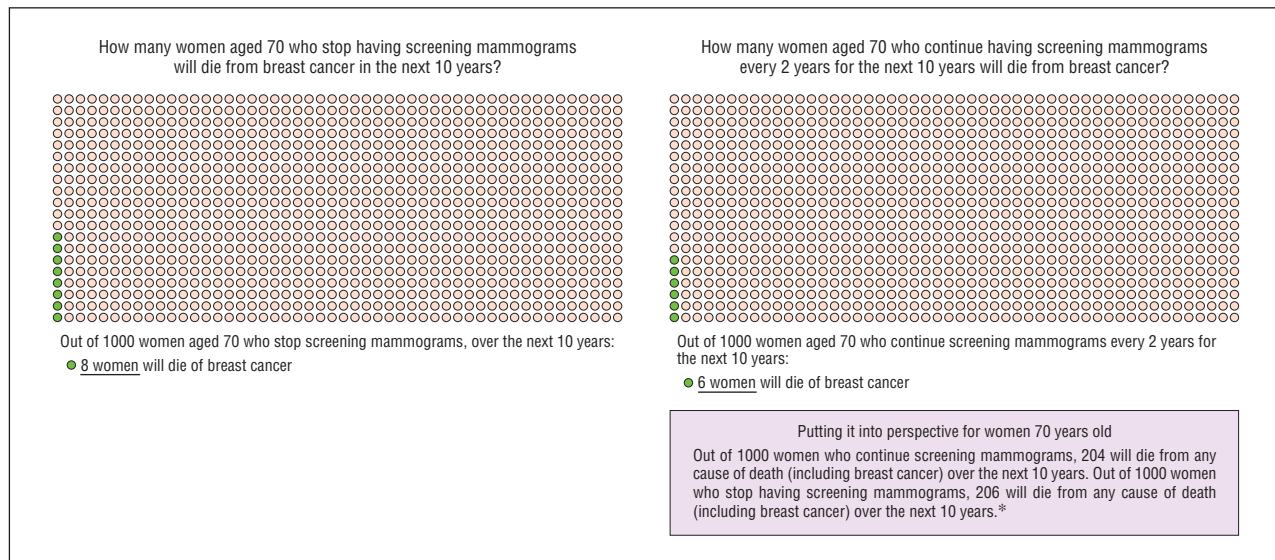 How many women aged 70 who stop having screening mammograms
will die from breast cancer in the next 10 years?
Out of 1000 women aged 70 who stop screening mammograms, over the next 10 years:
8 women will die of breast cancer
How many women aged 70 who continue having screening mammograms
every 2 years for the next 10 years will die from breast cancer?
Out of 1000 women aged 70 who continue screening mammograms every 2 years for
the next 10 years:
6 women will die of breast cancer
Putting it into perspective for women 70 years old
Out of 1000 women who continue screening mammograms, 204 will die from any
cause of death (including breast cancer) over the next 10 years. Out of 1000 women
who stop having screening mammograms, 206 will die from any cause of death
(including breast cancer) over the next 10 years.*